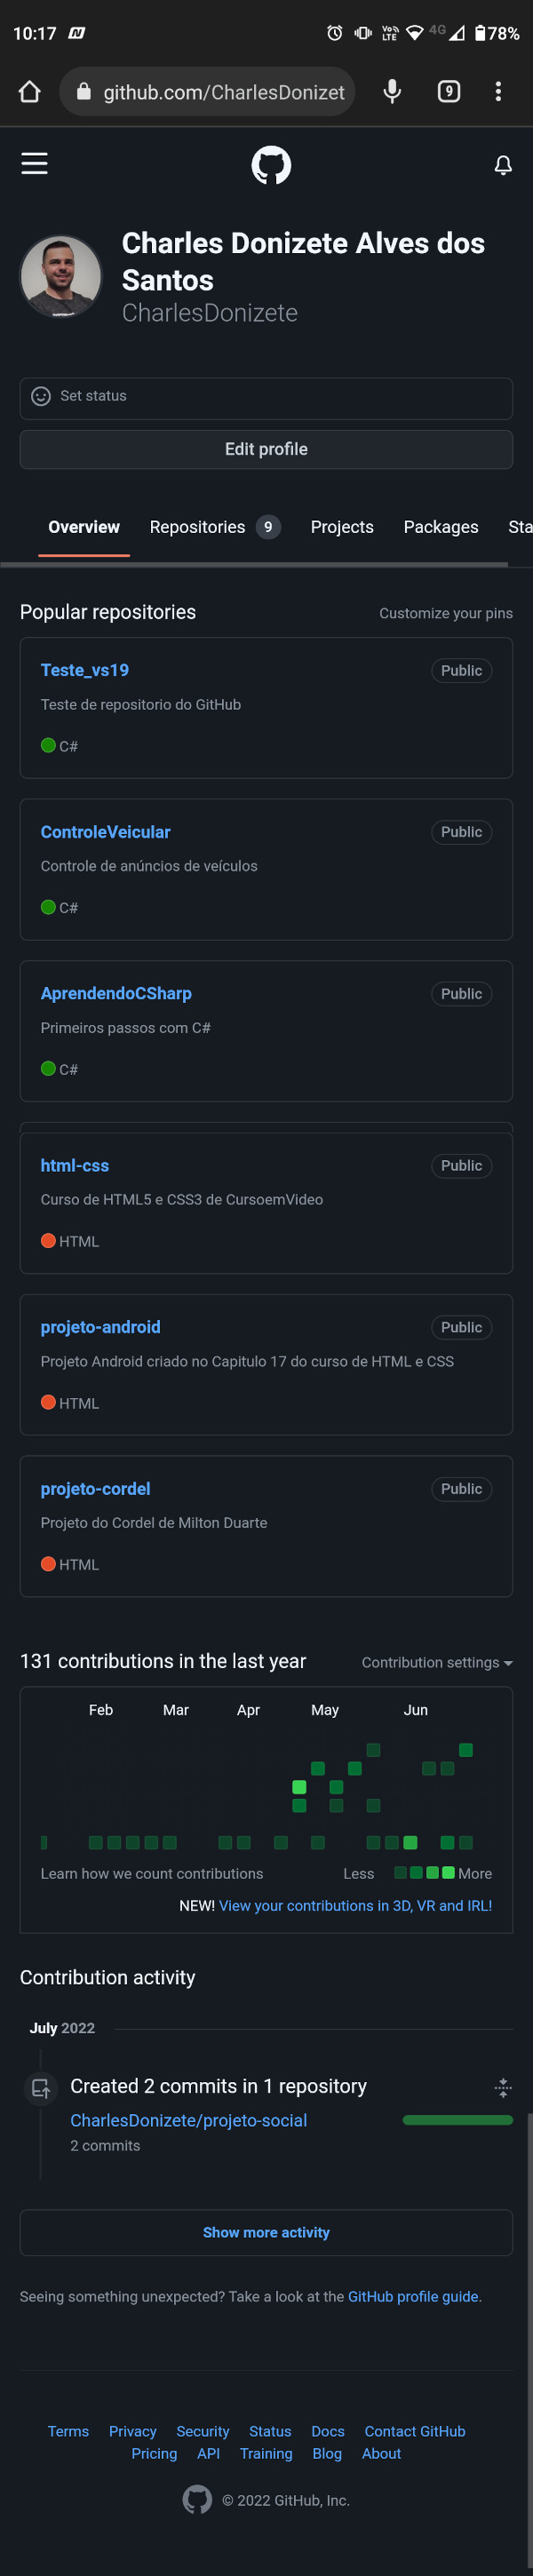 10:17
VoD
LTE
4G
78%
github.com/CharlesDonizet
9
Charles Donizete Alves dos
Santos
CharlesDonizete
Set status
Edit profile
Overview Repositories 9 Projects Packages Sta
Popular repositories Customize your pins
Teste_vs19 Public
Teste de repositorio do GitHub
C#
ControleVeicular Public
Controle de anúncios de veículos
C#
AprendendoCSharp Public
Primeiros passos com C#
C#
html-css Public
Curso de HTML5 e CSS3 de CursoemVideo
HTML
projeto-android Public
Projeto Android criado no Capitulo 17 do curso de HTML e CSS
HTML
projeto-cordel Public
Projeto do Cordel de Milton Duarte
HTML
131 contributions in the last year Contribution settings
Feb Mar Apr May Jun
Learn how we count contributions Less More
NEW! View your contributions in 3D, VR and IRL!
Contribution activity
July 2022
Created 2 commits in 1 repository
CharlesDonizete/projeto-social
2 commits
Show more activity
Seeing something unexpected? Take a look at the GitHub profile guide.
Terms Privacy Security Status Docs Contact GitHub
Pricing API Training Blog About
© 2022 GitHub, Inc.